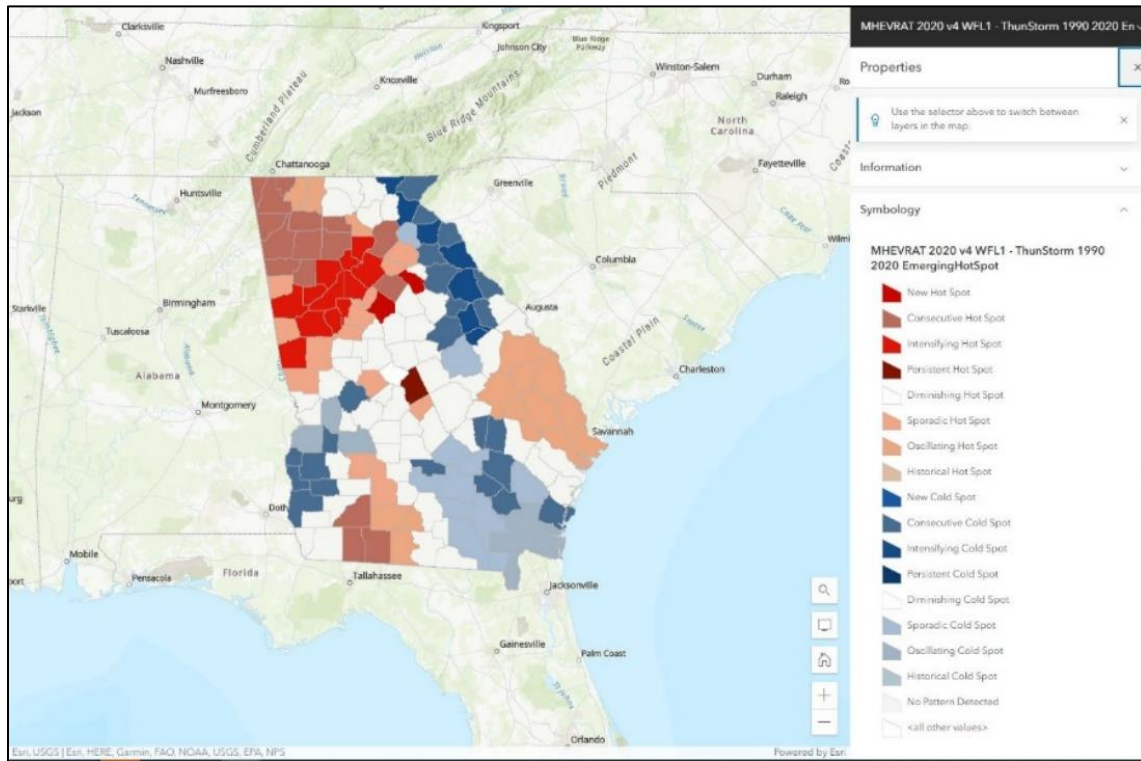 Clarksville
Kingsport
Johnson City
Blue Ridge
Parkway
Nashville
Murfreesboro
Knoxville
Winston-Salem
Durham
Raleigh
Jackson
Cumberland Plateau
Blue Ridge Mountains
North
Carolina
Fayetteville
Chattanooga
Greenville
Piedmont
Huntsville
Columbia
Wilmi
Starkville
Birmingham
Tuscaloosa
Augusta
Coastal Plain
Alabama
Charleston
Montgomery
Savannah
Doth
Mobile
Pensacola
Florida
Tallahassee
Jacksonville
Gainesville
Palm Coast
Orlando
Esri, USGS | Esri, HERE, Garmin, FAO, NOAA, USGS, EPA, NPS
Powered by Esri
MHEVRAT 2020 v4 WFL1 - ThunStorm 1990 2020 En
Properties
Use the selector above to switch between
layers in the map.
Information
Symbology
MHEVRAT 2020 v4 WFL1 - ThunStorm 1990
2020 EmergingHotSpot
New Hot Spot
Consecutive Hot Spot
Intensifying Hot Spot
Persistent Hot Spot
Diminishing Hot Spot
Sporadic Hot Spot
Oscillating Hot Spot
Historical Hot Spot
New Cold Spot
Consecutive Cold Spot
Intensifying Cold Spot
Persistent Cold Spot
Diminishing Cold Spot
Sporadic Cold Spot
Oscillating Cold Spot
Historical Cold Spot
No Pattern Detected
<all other values>